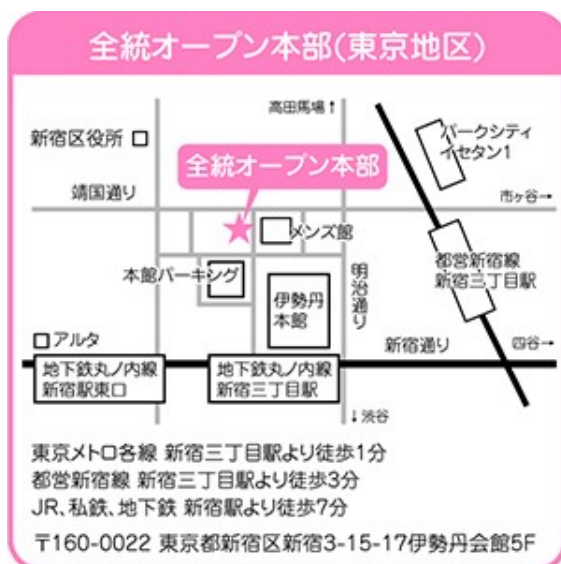 全統オープン本部(東京地区)
高田馬場↑
新宿区役所
パークシティ
イセタン1
全統オープン本部
靖国通り
市ヶ谷→
メンズ館
都営新宿線
新宿三丁目駅
本館パーキング
明治通り
伊勢丹
本館
アルタ
新宿通り
四谷→
地下鉄丸ノ内線
新宿駅東口
地下鉄丸ノ内線
新宿三丁目駅
↓渋谷
東京メトロ各線 新宿三丁目駅より徒歩1分
都営新宿線 新宿三丁目駅より徒歩3分
JR、私鉄、地下鉄 新宿駅より徒歩7分
〒160-0022 東京都新宿区新宿3-15-17伊勢丹会館5F